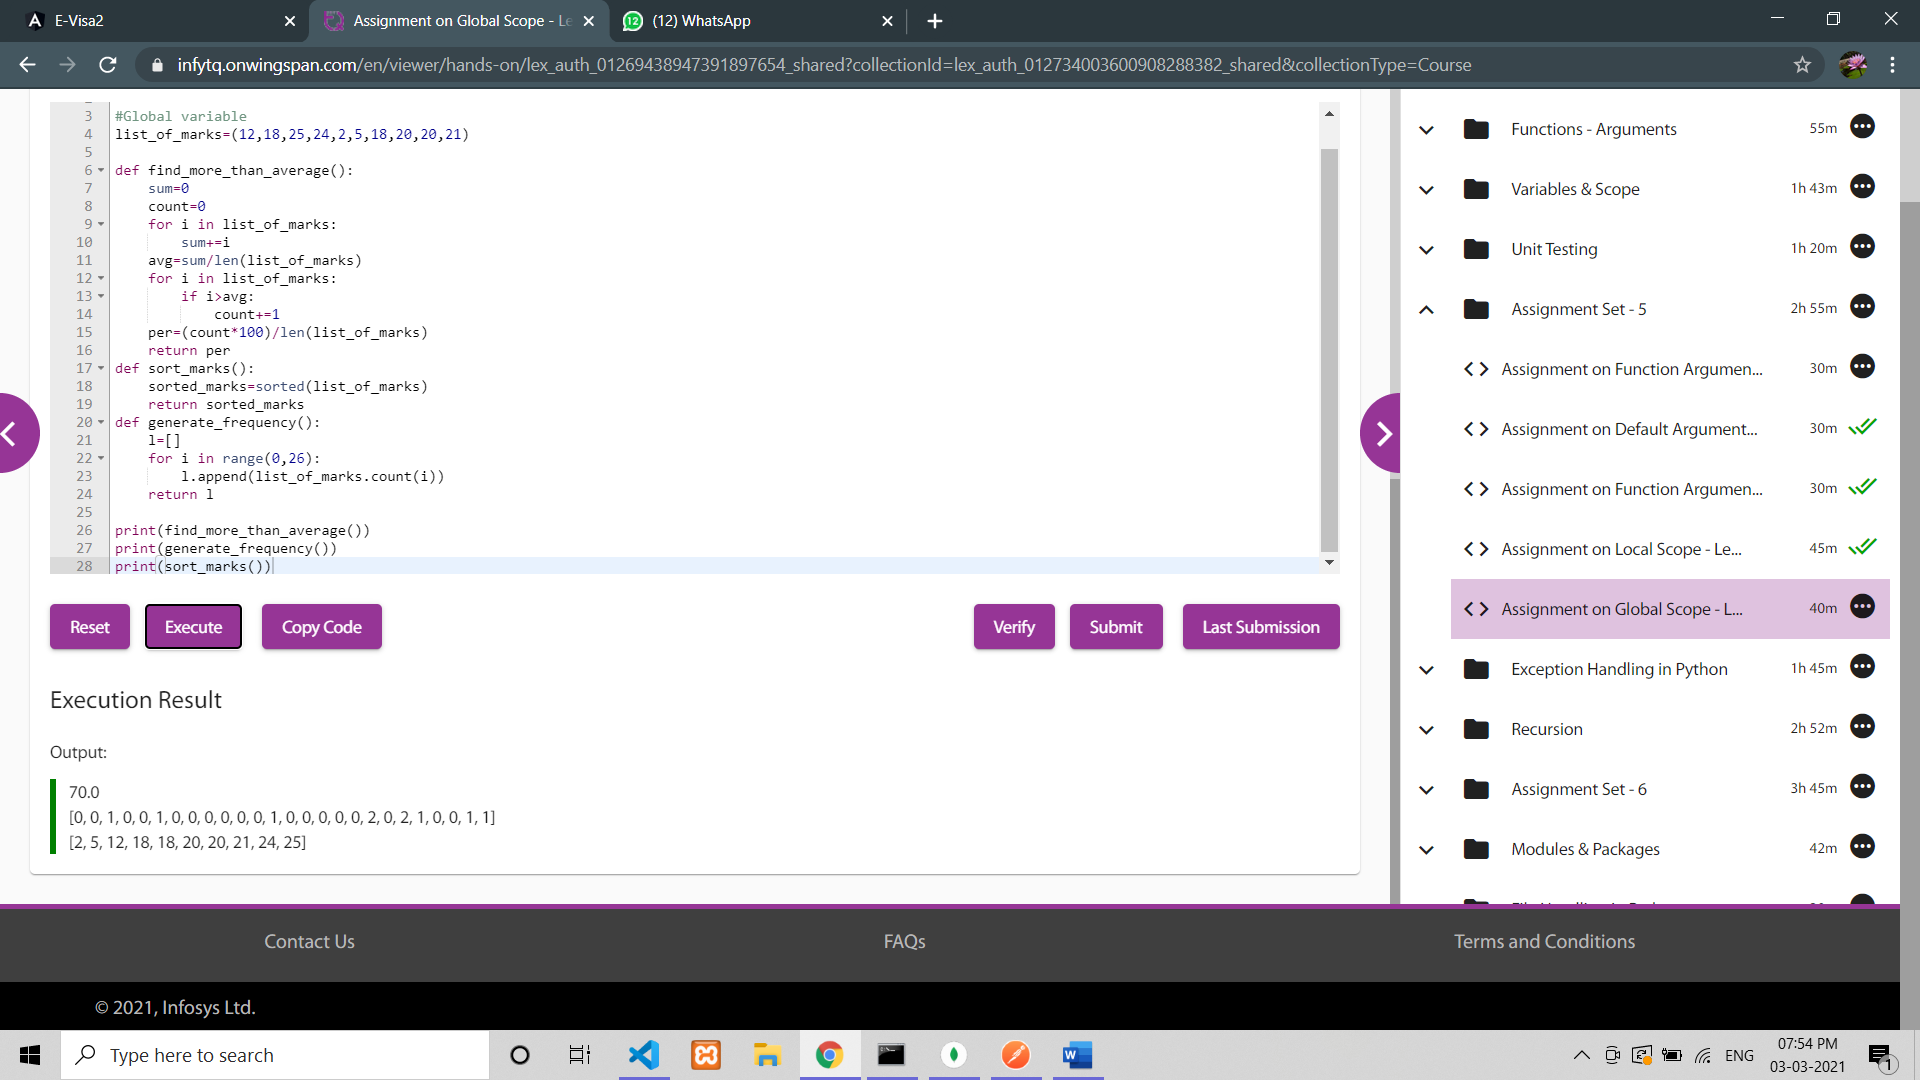 E-Visa2
Assignment on Global Scope - Le
(12) WhatsApp
infytq.onwingspan.com/en/viewer/hands-on/lex_auth_01269438947391897654_shared?collectionId=lex_auth_012734003600908288382_shared&collectionType=Course
3 #Global variable
4 list_of_marks=(12,18,25,24,2,5,18,20,20,21)
5
6 def find_more_than_average():
7     sum=0
8     count=0
9     for i in list_of_marks:
10         sum+=i
11     avg=sum/len(list_of_marks)
12     for i in list_of_marks:
13         if i>avg:
14             count+=1
15     per=(count*100)/len(list_of_marks)
16     return per
17 def sort_marks():
18     sorted_marks=sorted(list_of_marks)
19     return sorted_marks
20 def generate_frequency():
21     l=[]
22     for i in range(0,26):
23         l.append(list_of_marks.count(i))
24     return l
25
26 print(find_more_than_average())
27 print(generate_frequency())
28 print(sort_marks())
Reset Execute Copy Code Verify Submit Last Submission
Execution Result
Output:
70.0
[0, 0, 1, 0, 0, 1, 0, 0, 0, 0, 0, 0, 1, 0, 0, 0, 0, 0, 2, 0, 2, 1, 0, 0, 1, 1]
[2, 5, 12, 18, 18, 20, 20, 21, 24, 25]
Functions - Arguments 55m
Variables & Scope 1h 43m
Unit Testing 1h 20m
Assignment Set - 5 2h 55m
Assignment on Function Argumen... 30m
Assignment on Default Argument... 30m
Assignment on Function Argumen... 30m
Assignment on Local Scope - Le... 45m
Assignment on Global Scope - L... 40m
Exception Handling in Python 1h 45m
Recursion 2h 52m
Assignment Set - 6 3h 45m
Modules & Packages 42m
Contact Us FAQs Terms and Conditions
© 2021, Infosys Ltd.
Type here to search
ENG
07:54 PM
03-03-2021
1